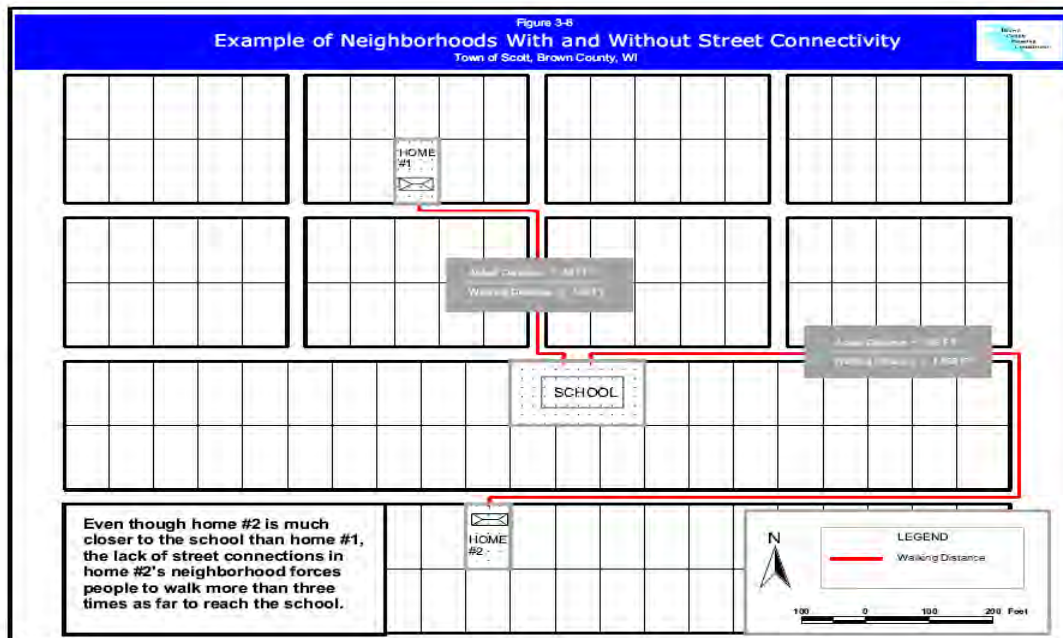 Figure 3-8
Example of Neighborhoods With and Without Street Connectivity
Town of Scott, Brown County, WI
HOME
#1
SCHOOL
HOME
#2
Even though home #2 is much
closer to the school than home #1,
the lack of street connections in
home #2's neighborhood forces
people to walk more than three
times as far to reach the school.
N
LEGEND
Walking Distance
100 0 100 200 Feet